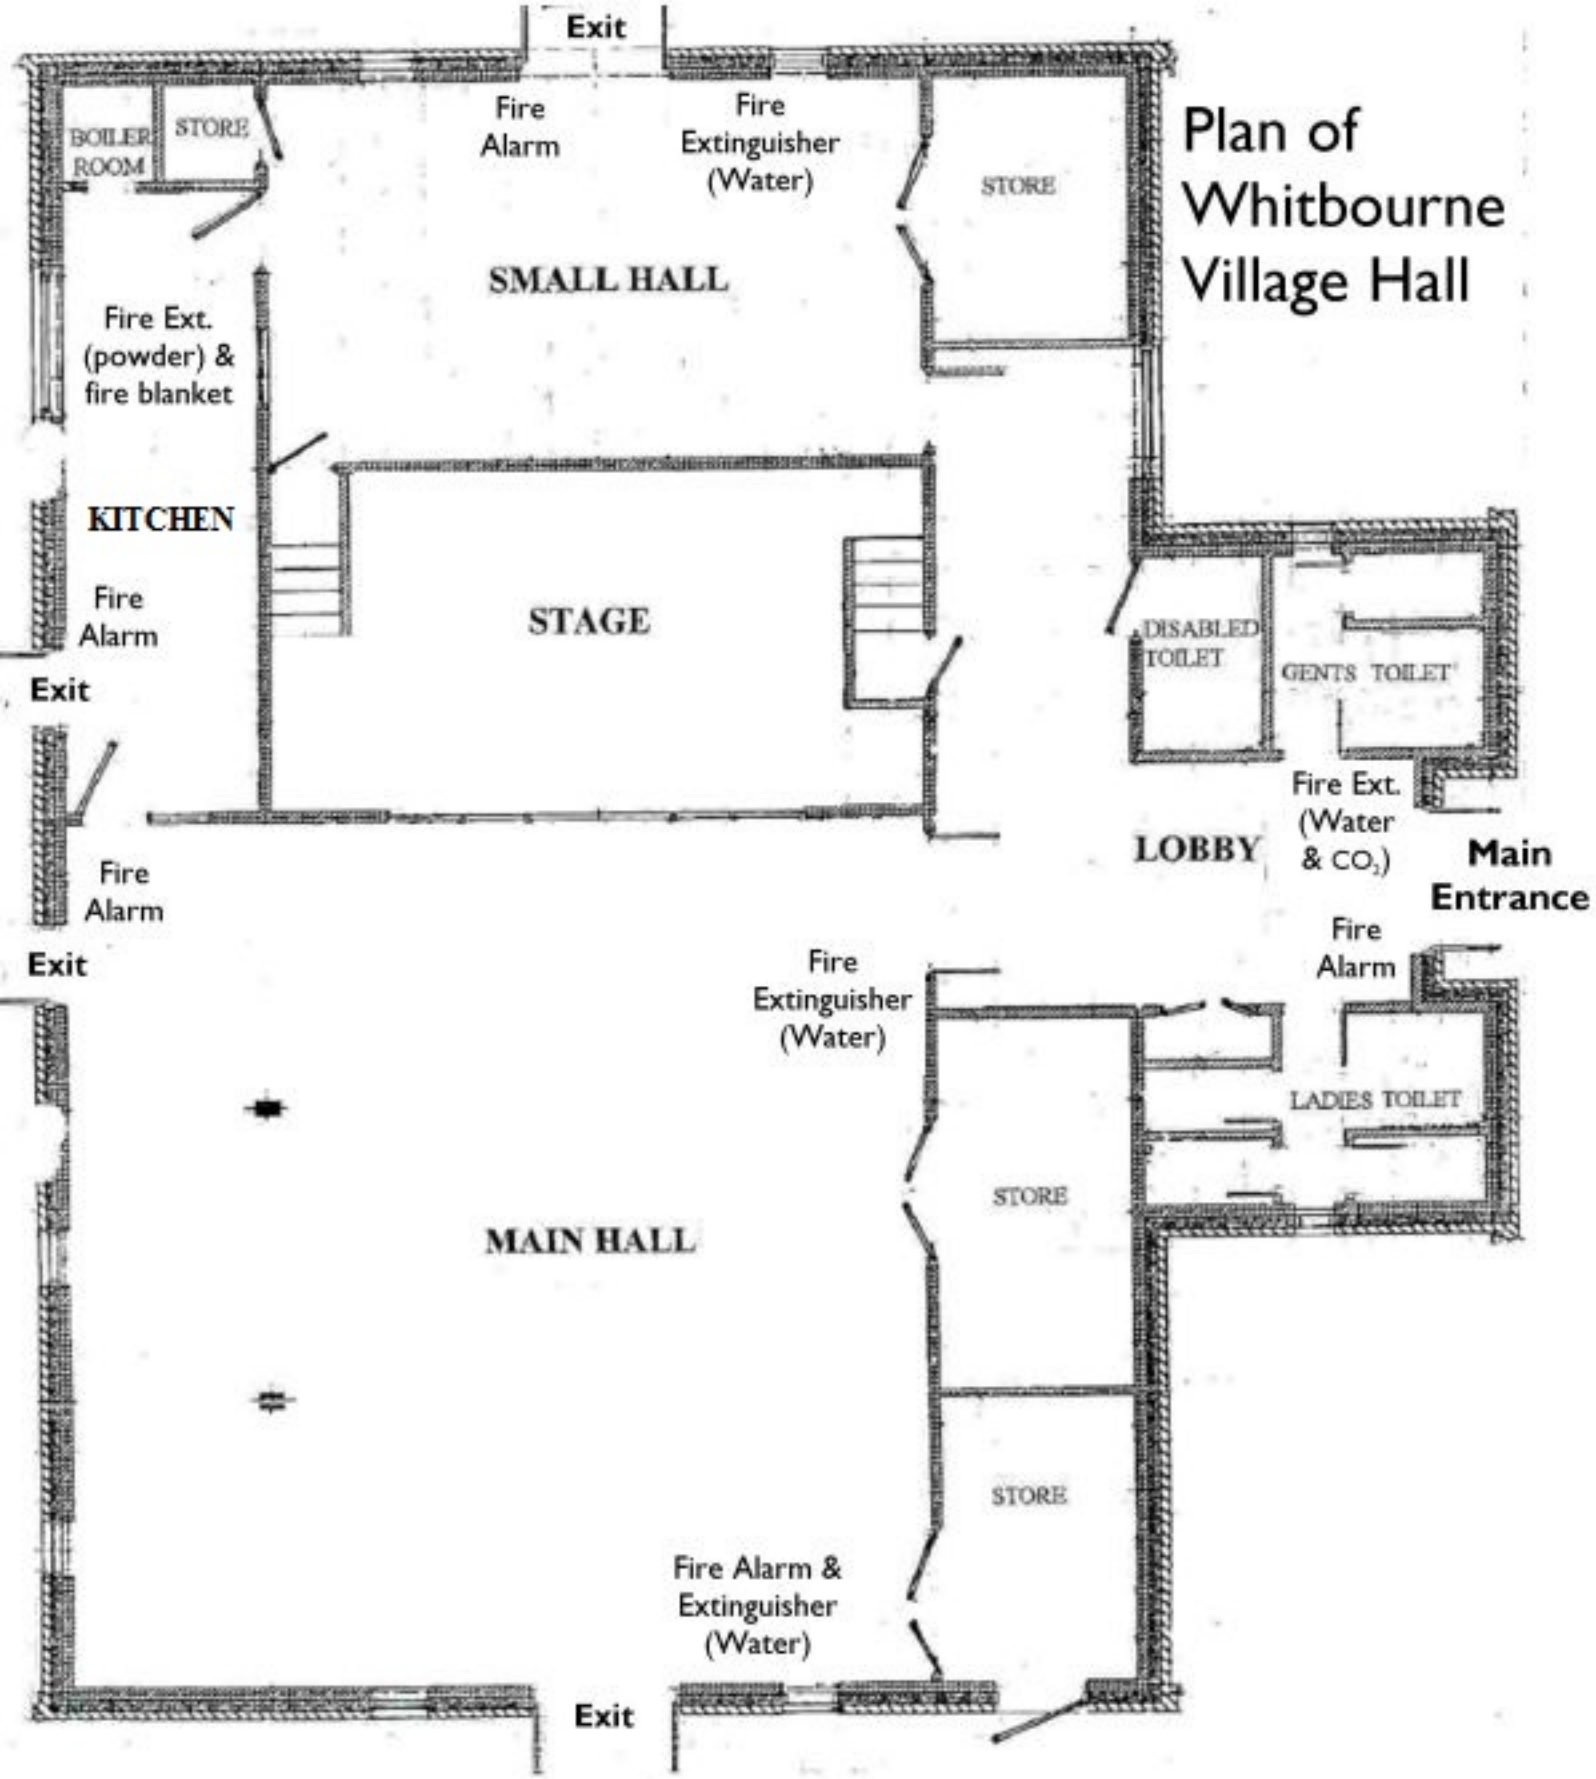 Exit
Plan of
Whitbourne
Village Hall
BOILER
ROOM
STORE
Fire
Alarm
Fire
Extinguisher
(Water)
STORE
SMALL HALL
Fire Ext.
(powder) &
fire blanket
KITCHEN
Fire
Alarm
Exit
STAGE
DISABLED
TOILET
GENTS TOILET
Fire Ext.
(Water
& CO₂)
LOBBY
Main
Entrance
Fire
Alarm
Fire
Alarm
Exit
Fire
Extinguisher
(Water)
LADIES TOILET
STORE
MAIN HALL
STORE
Fire Alarm &
Extinguisher
(Water)
Exit